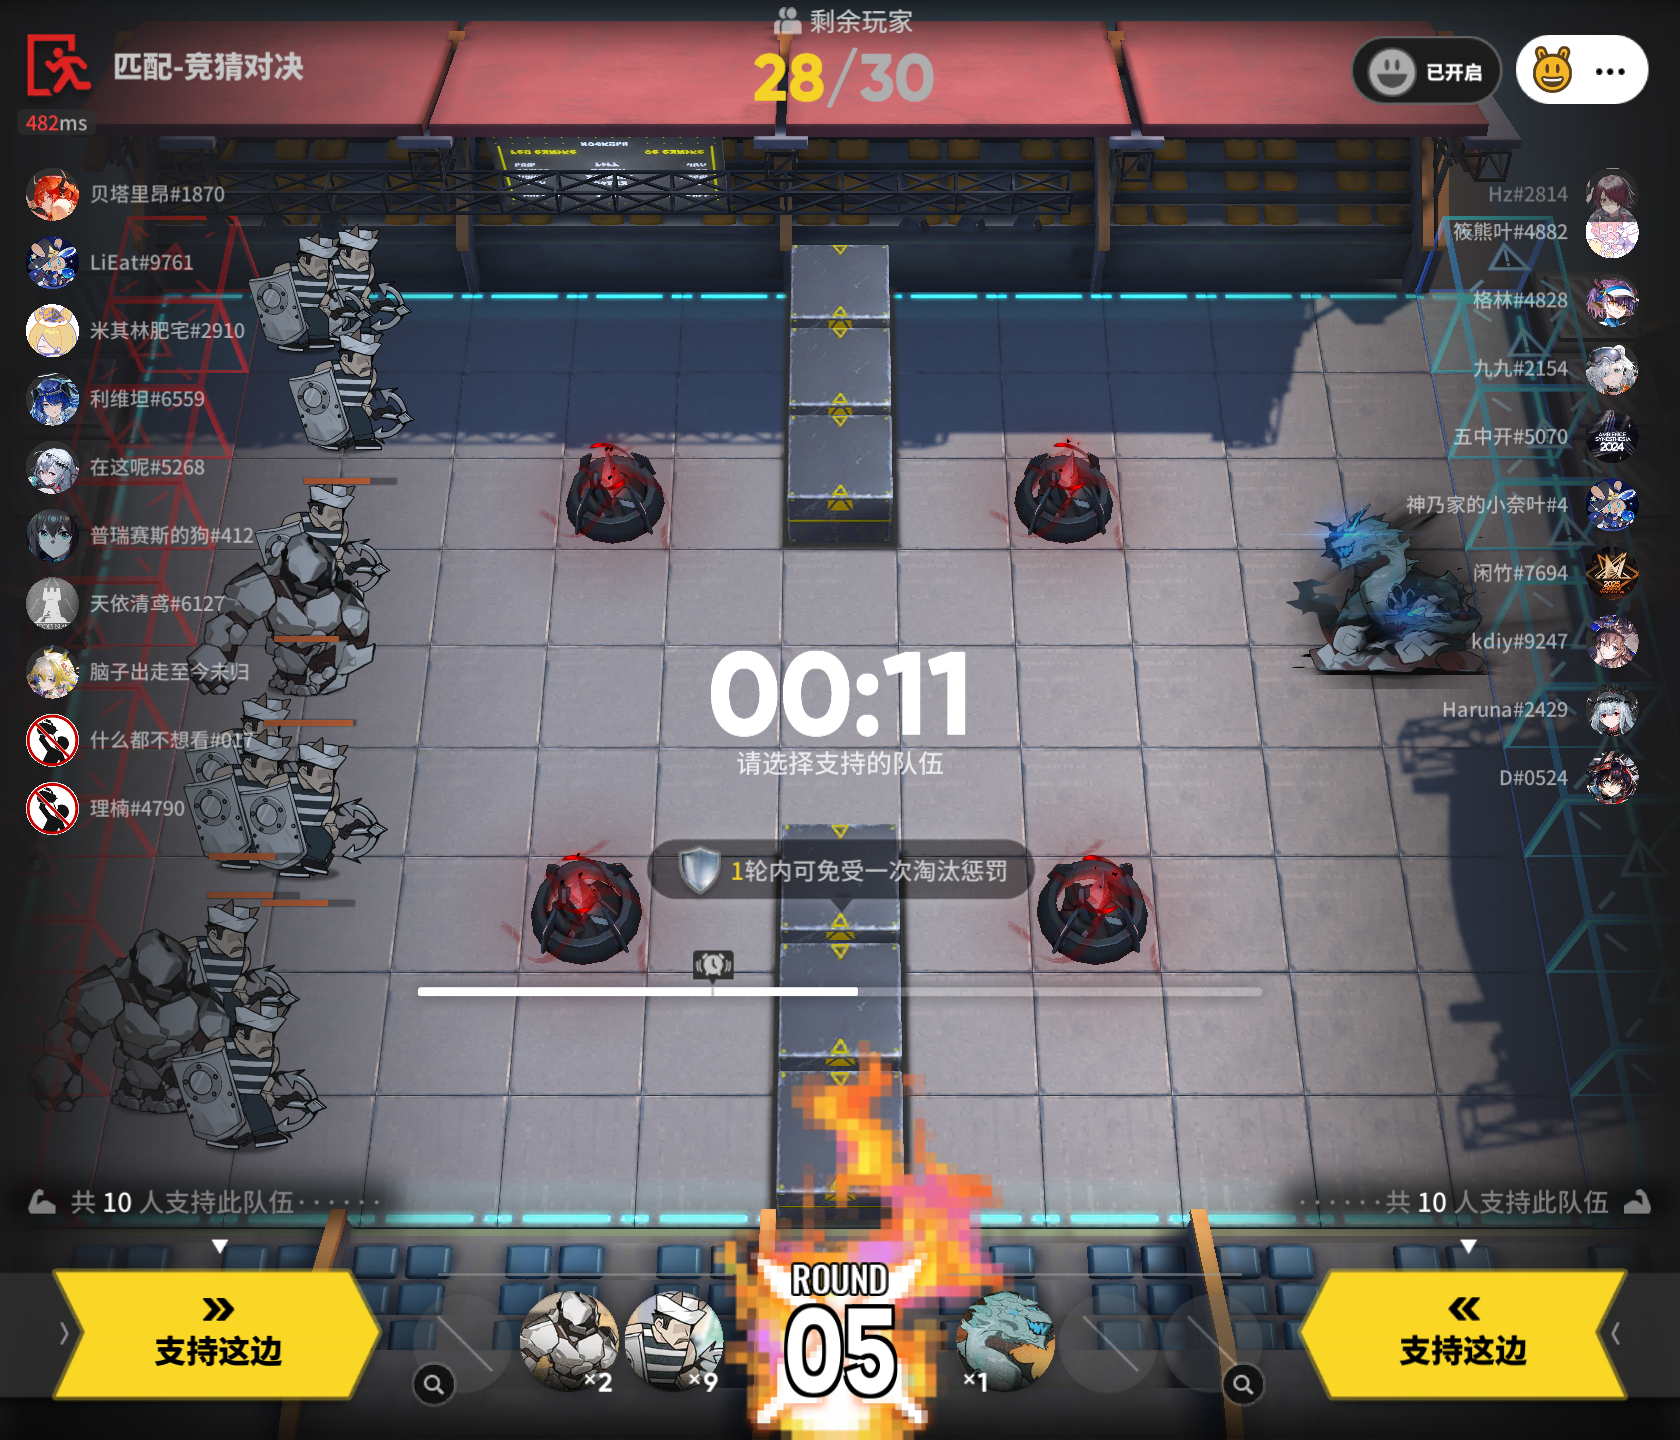 剩余玩家
28/30
匹配-竞猜对决
482ms
已开启
贝塔里昂#1870
LiEat#9761
米其林肥宅#2910
利维坦#6559
在这呢#5268
普瑞赛斯的狗#412
天依清鸢#6127
脑子出走至今未归
什么都不想看#017
理楠#4790
Hz#2814
筱熊叶#4882
格林#4828
九九#2154
五中开#5070
神乃家的小奈叶#4
闲竹#7694
kdiy#9247
Haruna#2429
D#0524
00:11
请选择支持的队伍
1轮内可免受一次淘汰惩罚
共 10 人支持此队伍
共 10 人支持此队伍
支持这边
×2
×9
ROUND
05
×1
支持这边